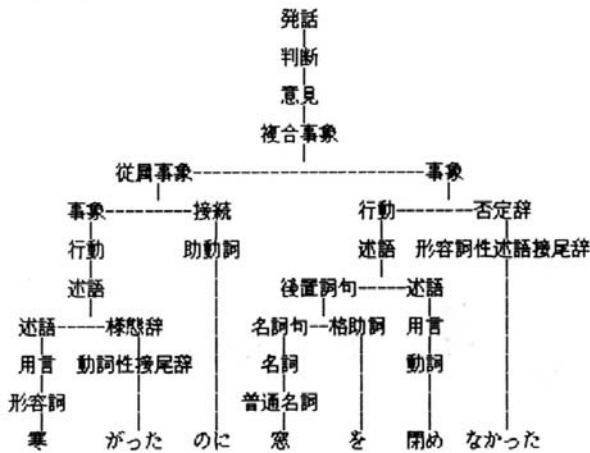 発話
判断
意見
複合事象
従属事象 事象
事象 接続 行動 否定辞
行動 助動詞 述語 形容詞性述語接尾辞
述語 後置詞句 述語
述語 様態辞 名詞句 格助詞 用言
用言 動詞性接尾辞 名詞 動詞
形容詞 普通名詞
寒 がった のに 窓 を 閉め なかった